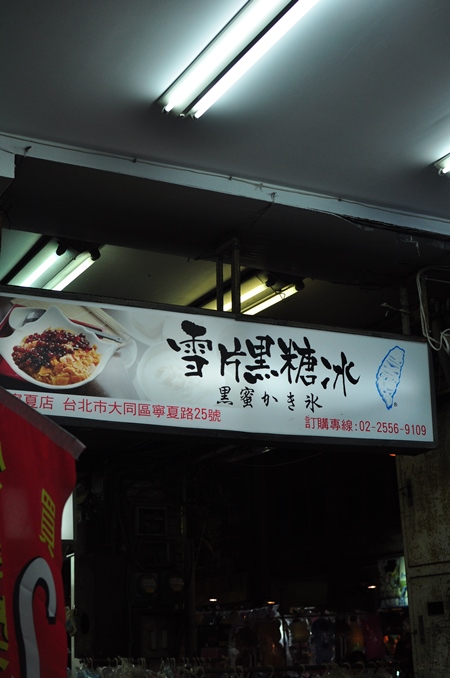 雪片黑糖冰
黑蜜かき氷
寧夏店 台北市大同區寧夏路25號
訂購專線:02-2556-9109